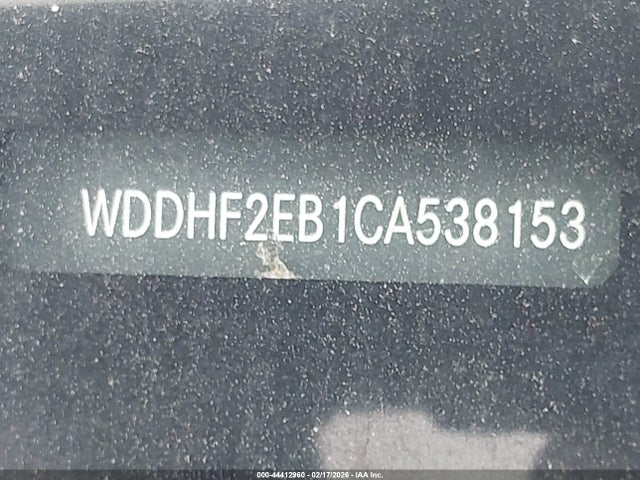 WDDHF2EB1CA538153
000-44412960 - 02/17/2026 - IAA Inc.